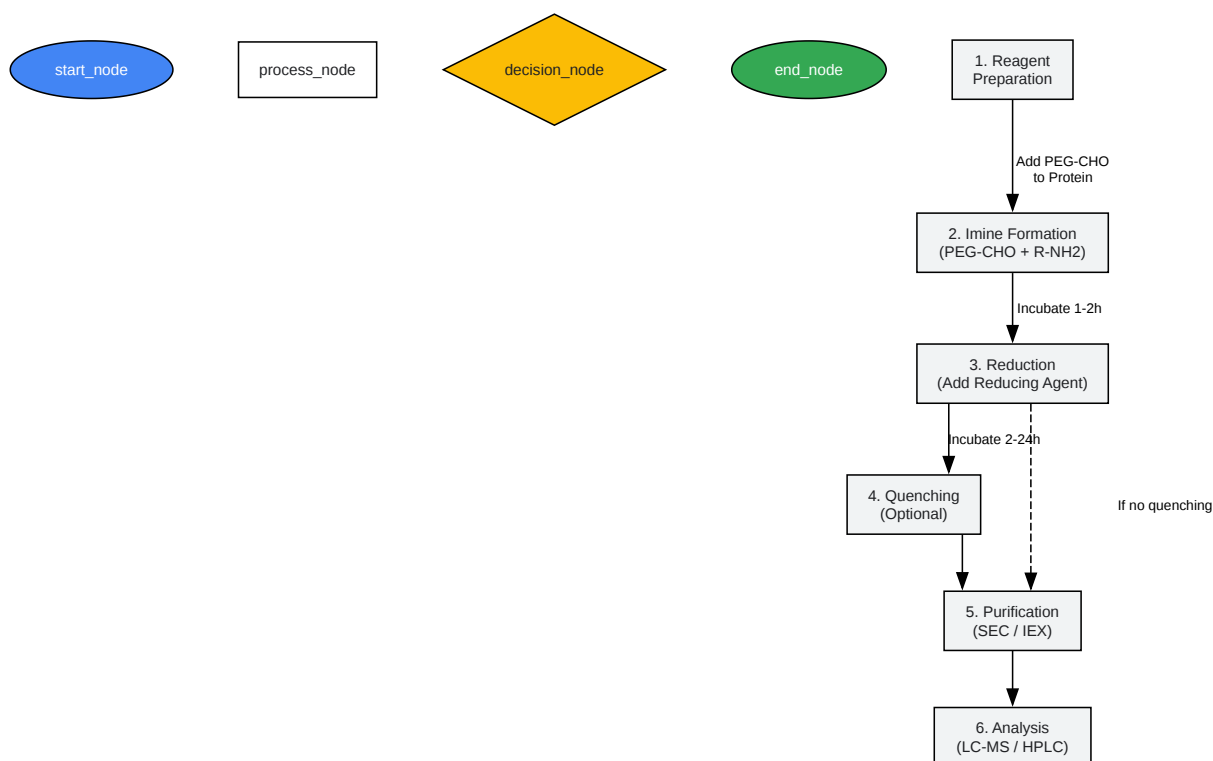 start_node
process_node
decision_node
end_node
1. Reagent
Preparation
Add PEG-CHO
to Protein
2. Imine Formation
(PEG-CHO + R-NH2)
Incubate 1-2h
3. Reduction
(Add Reducing Agent)
Incubate 2-24h
4. Quenching
(Optional)
If no quenching
5. Purification
(SEC / IEX)
6. Analysis
(LC-MS / HPLC)